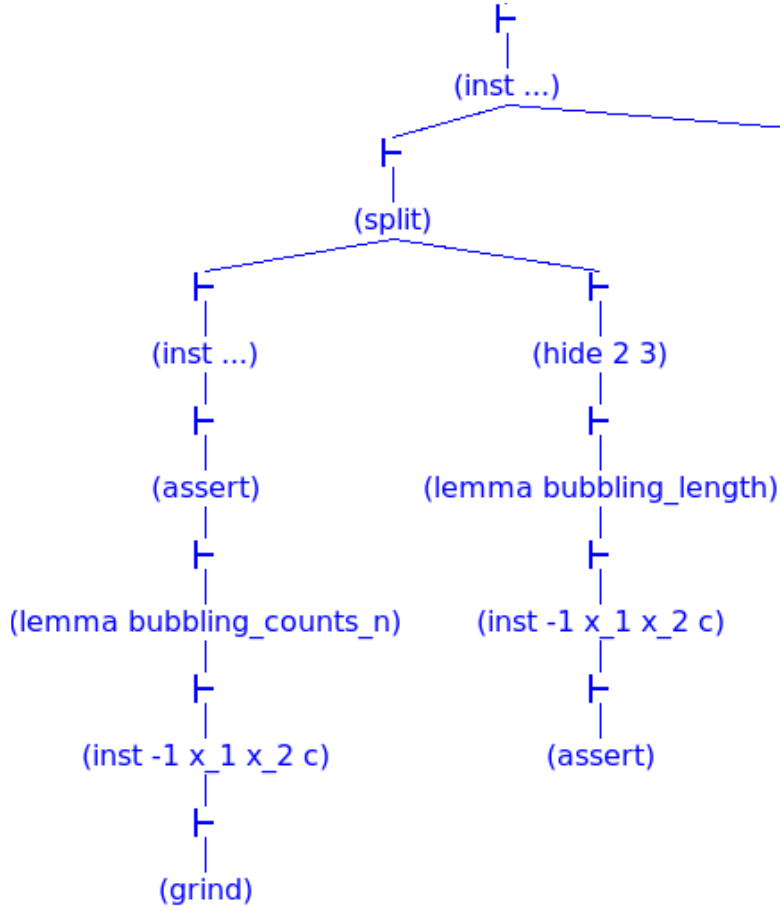 (inst ...)
(split)
(inst ...)
(hide 2 3)
(assert)
(lemma bubbling_length)
(lemma bubbling_counts_n)
(inst -1 x_1 x_2 c)
(inst -1 x_1 x_2 c)
(assert)
(grind)